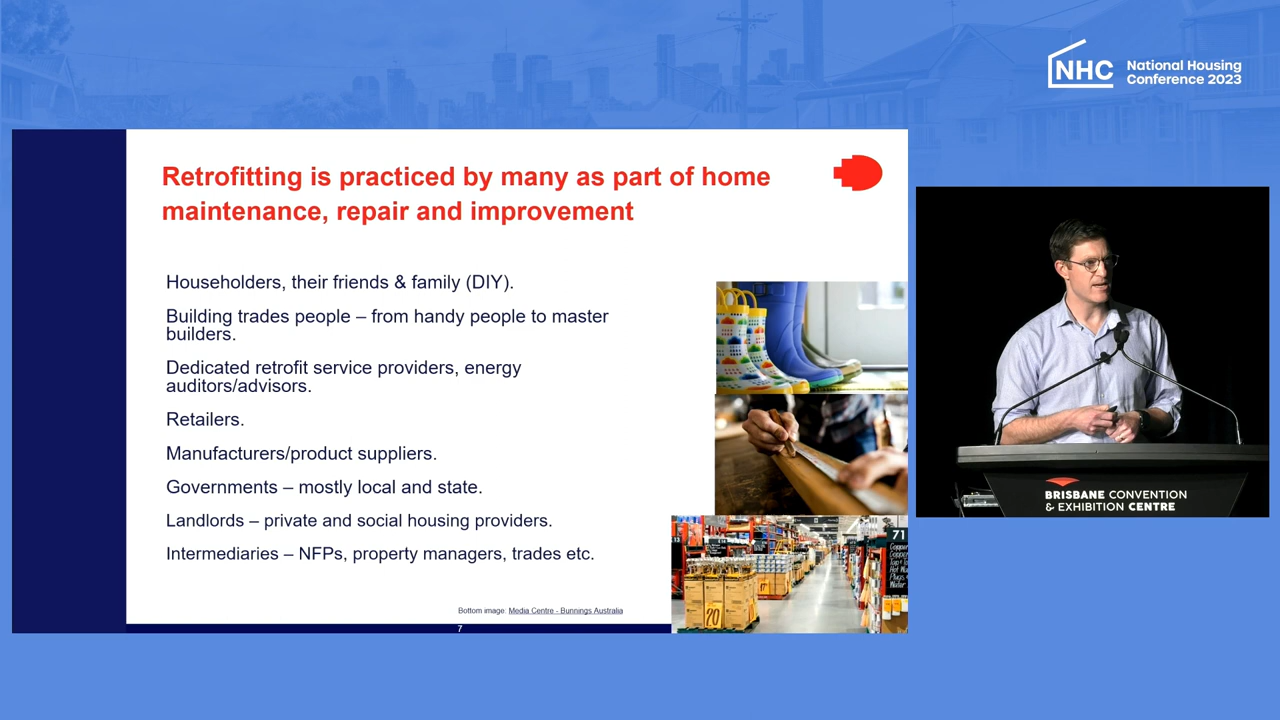 NHC
National Housing
Conference 2023
Retrofitting is practiced by many as part of home
maintenance, repair and improvement
Householders, their friends & family (DIY).
Building trades people – from handy people to master
builders.
Dedicated retrofit service providers, energy
auditors/advisors.
Retailers.
Manufacturers/product suppliers.
Governments – mostly local and state.
Landlords – private and social housing providers.
Intermediaries – NFPs, property managers, trades etc.
Bottom image: Media Centre - Bunnings Australia
7
71
20
BRISBANE CONVENTION
& EXHIBITION CENTRE